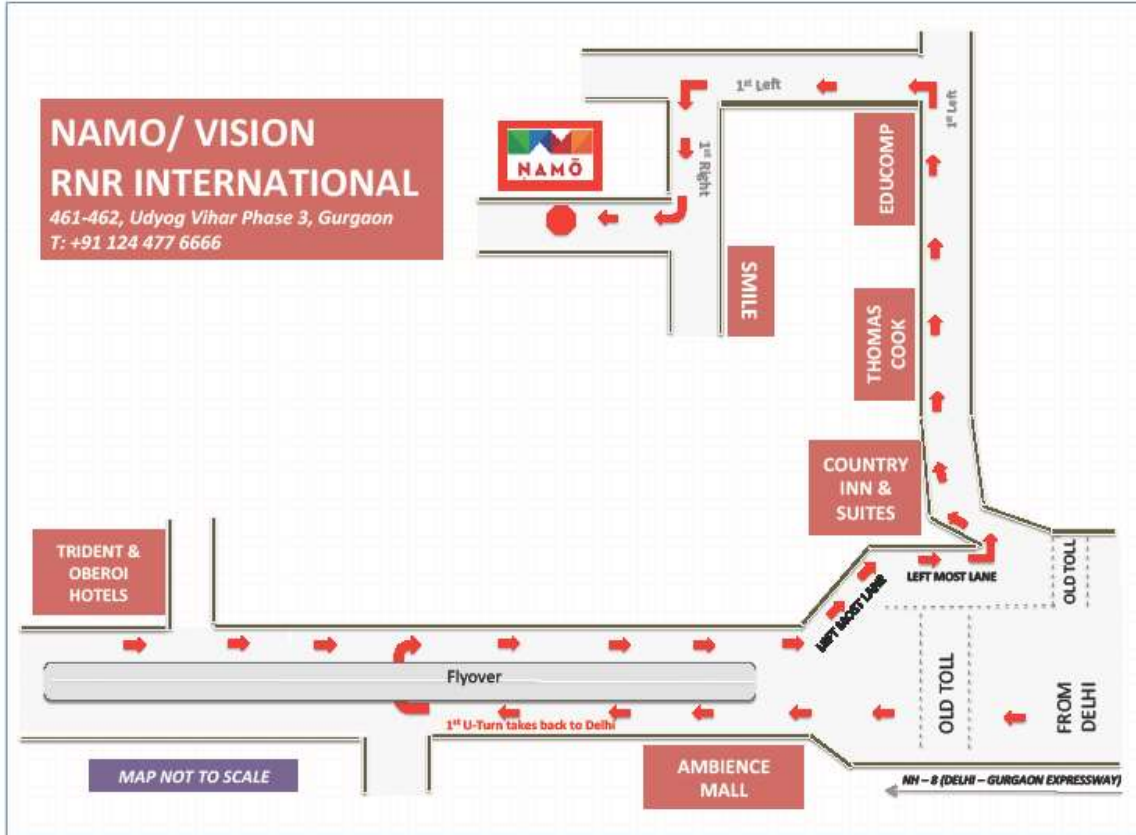 NAMO/ VISION
RNR INTERNATIONAL
461-462, Udyog Vihar Phase 3, Gurgaon
T: +91 124 477 6666
NAMŌ
1st Left
1st Left
1st Right
EDUCOMP
SMILE
THOMAS
COOK
COUNTRY
INN &
SUITES
TRIDENT &
OBEROI
HOTELS
LEFT MOST LANE
LEFT MOST LANE
OLD TOLL
Flyover
OLD TOLL
FROM
DELHI
1st U-Turn takes back to Delhi
MAP NOT TO SCALE
AMBIENCE
MALL
NH – 8 (DELHI – GURGAON EXPRESSWAY)